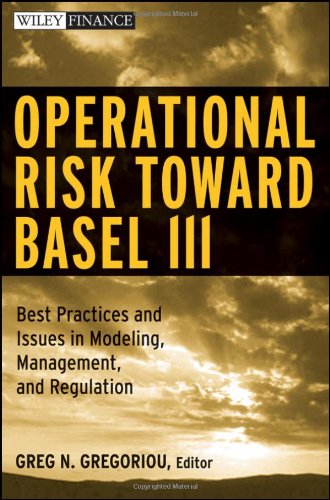 WILEY FINANCE
OPERATIONAL
RISK TOWARD
BASEL III
Best Practices and
Issues in Modeling,
Management,
and Regulation
GREG N. GREGORIOU, Editor